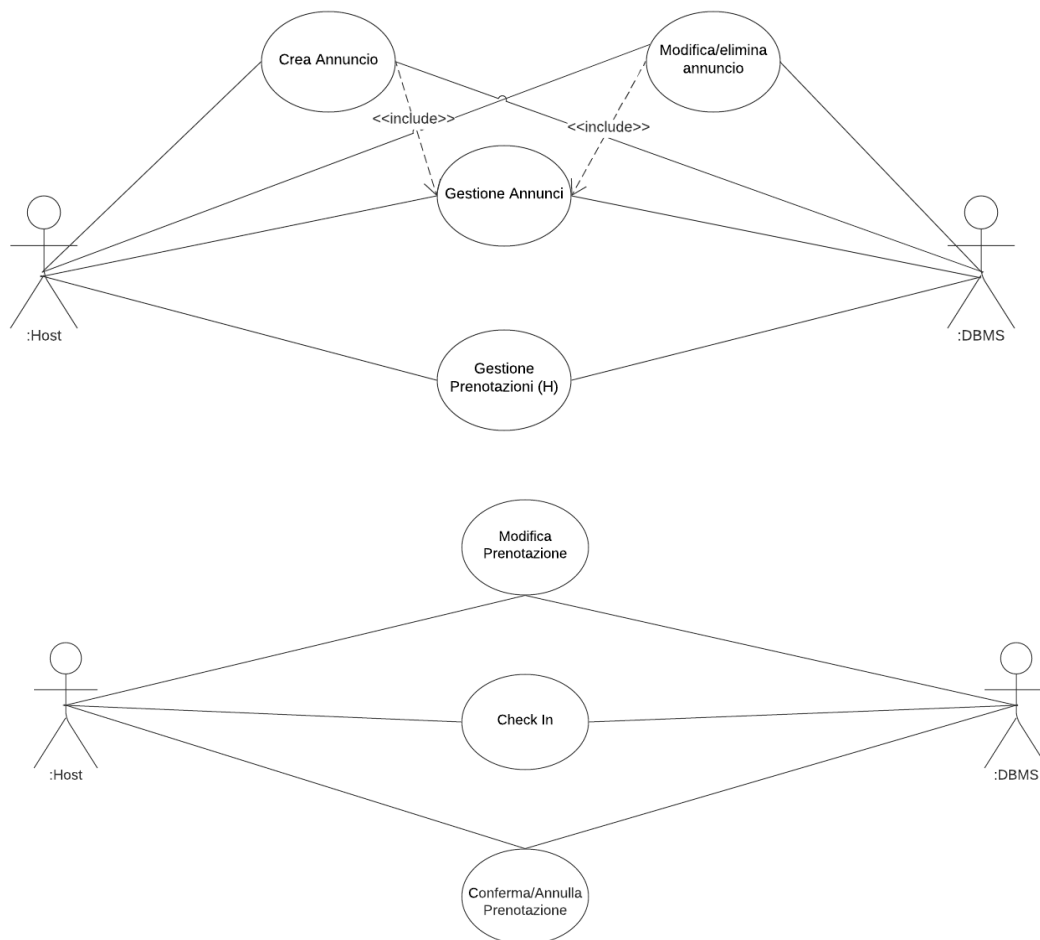 Crea Annuncio
Modifica/elimina
annuncio
<<include>>
<<include>>
Gestione Annunci
:Host
:DBMS
Gestione
Prenotazioni (H)
Modifica
Prenotazione
Check In
:Host
:DBMS
Conferma/Annulla
Prenotazione